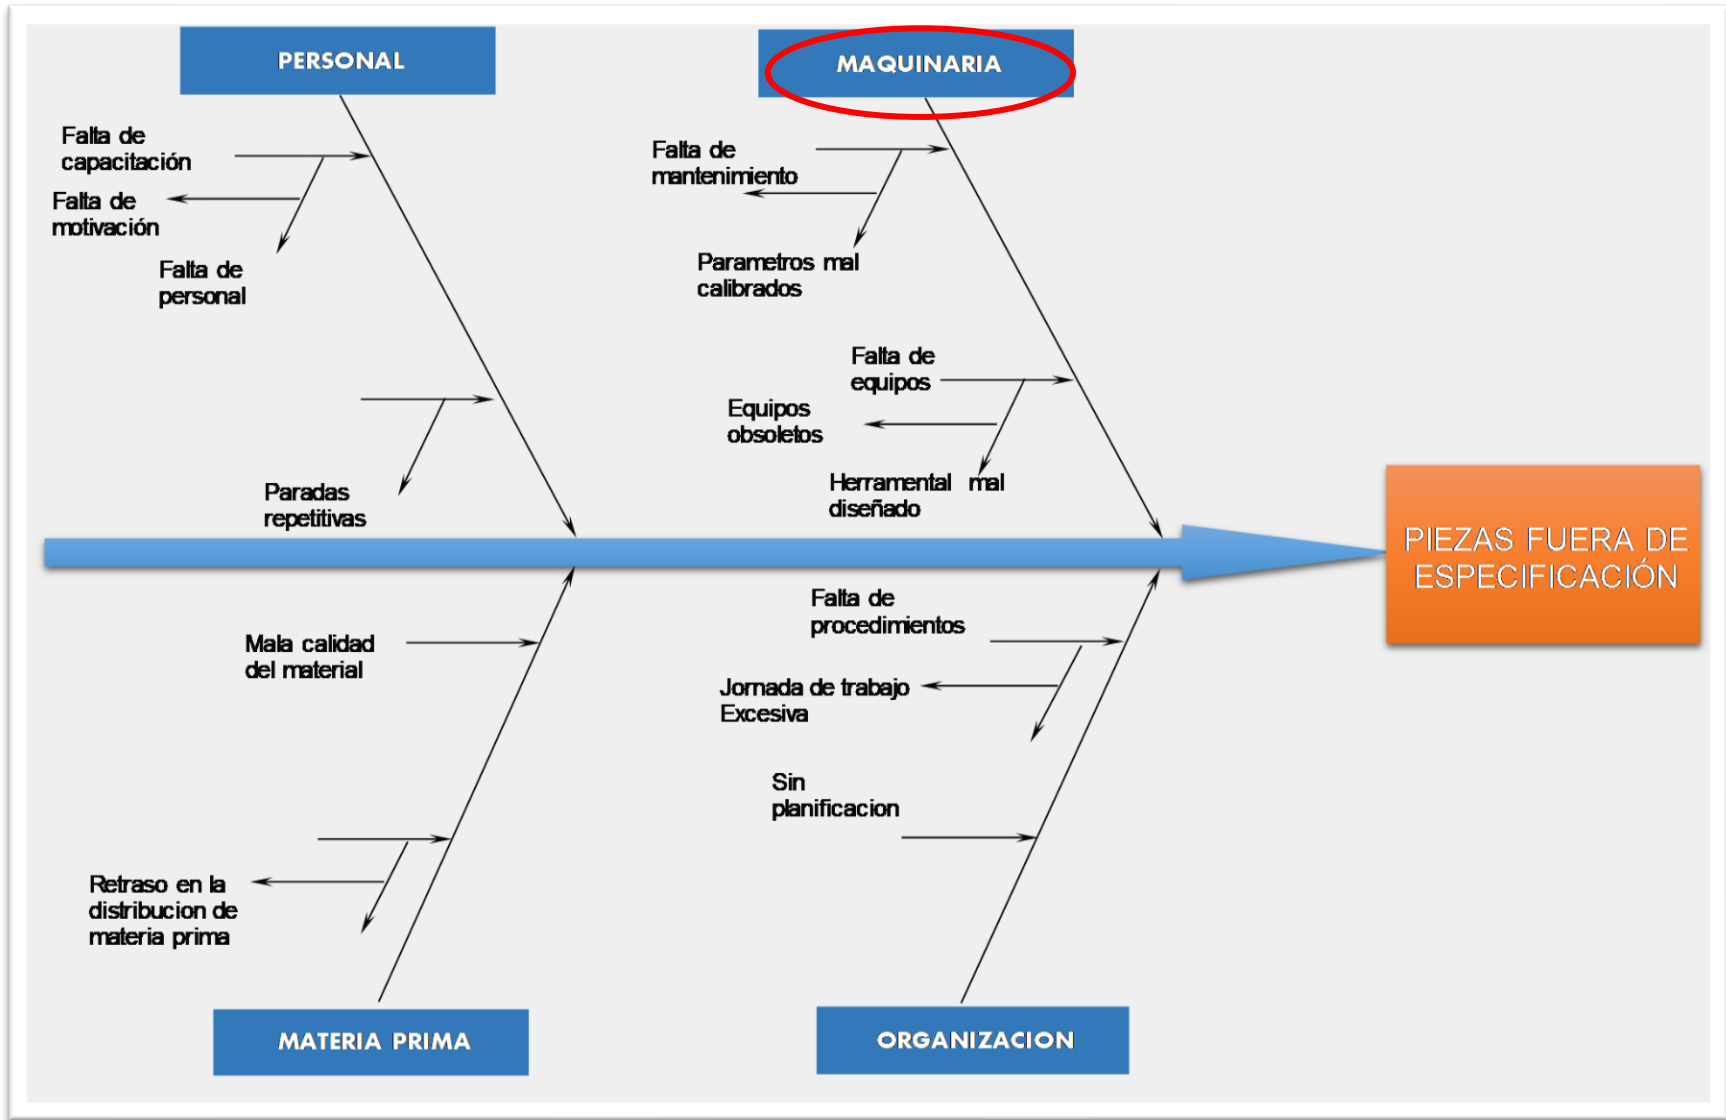 PERSONAL
MAQUINARIA
Falta de
capacitación
Falta de
motivación
Falta de
personal
Falta de
mantenimiento
Parametros mal
calibrados
Falta de
equipos
Equipos
obsoletos
Herramental mal
diseñado
Paradas
repetitivas
PIEZAS FUERA DE
ESPECIFICACIÓN
Mala calidad
del material
Falta de
procedimientos
Jornada de trabajo
Excesiva
Sin
planificacion
Retraso en la
distribucion de
materia prima
MATERIA PRIMA
ORGANIZACION